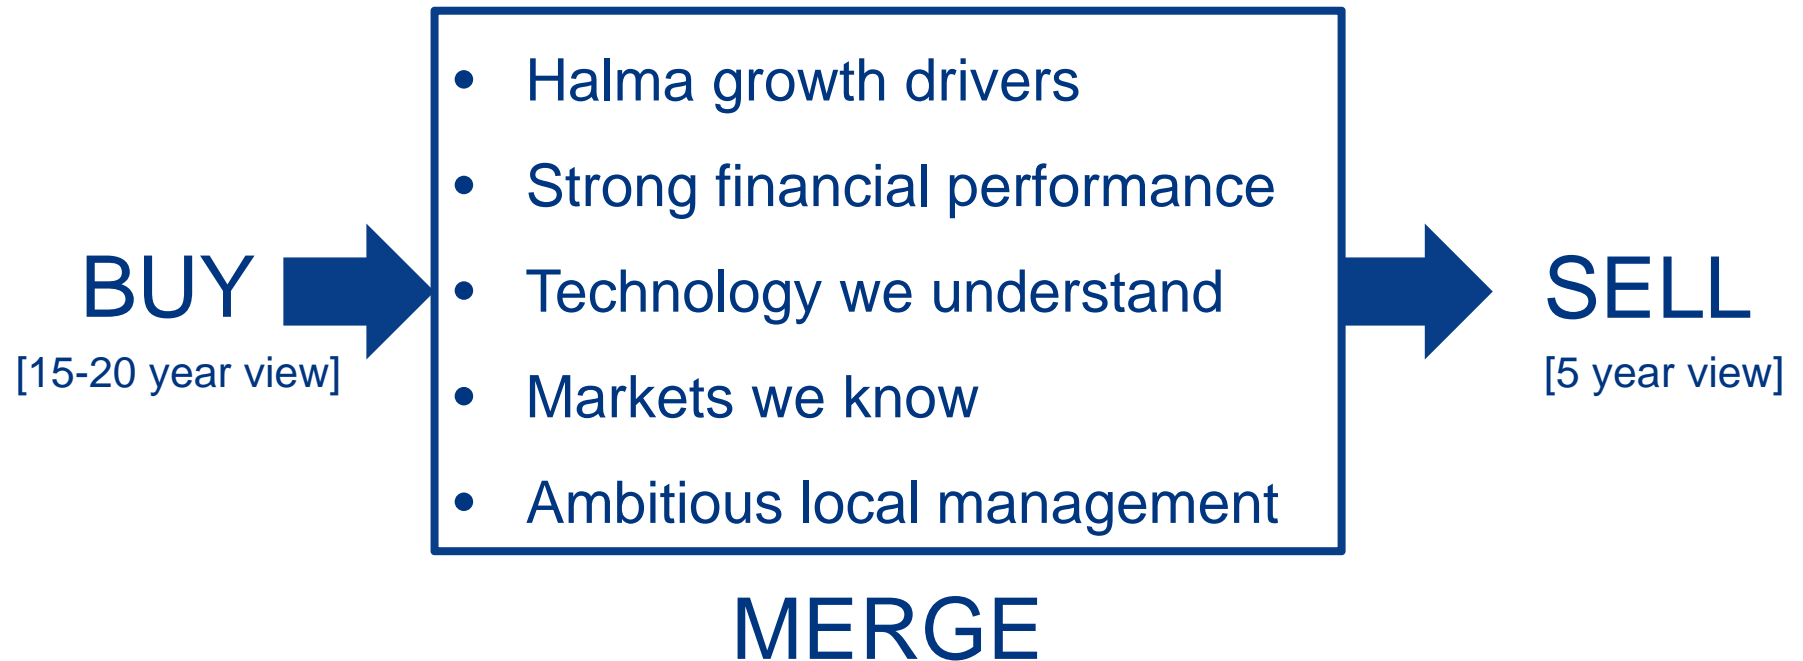 BUY
[15-20 year view]
• Halma growth drivers
• Strong financial performance
• Technology we understand
• Markets we know
• Ambitious local management
MERGE
SELL
[5 year view]